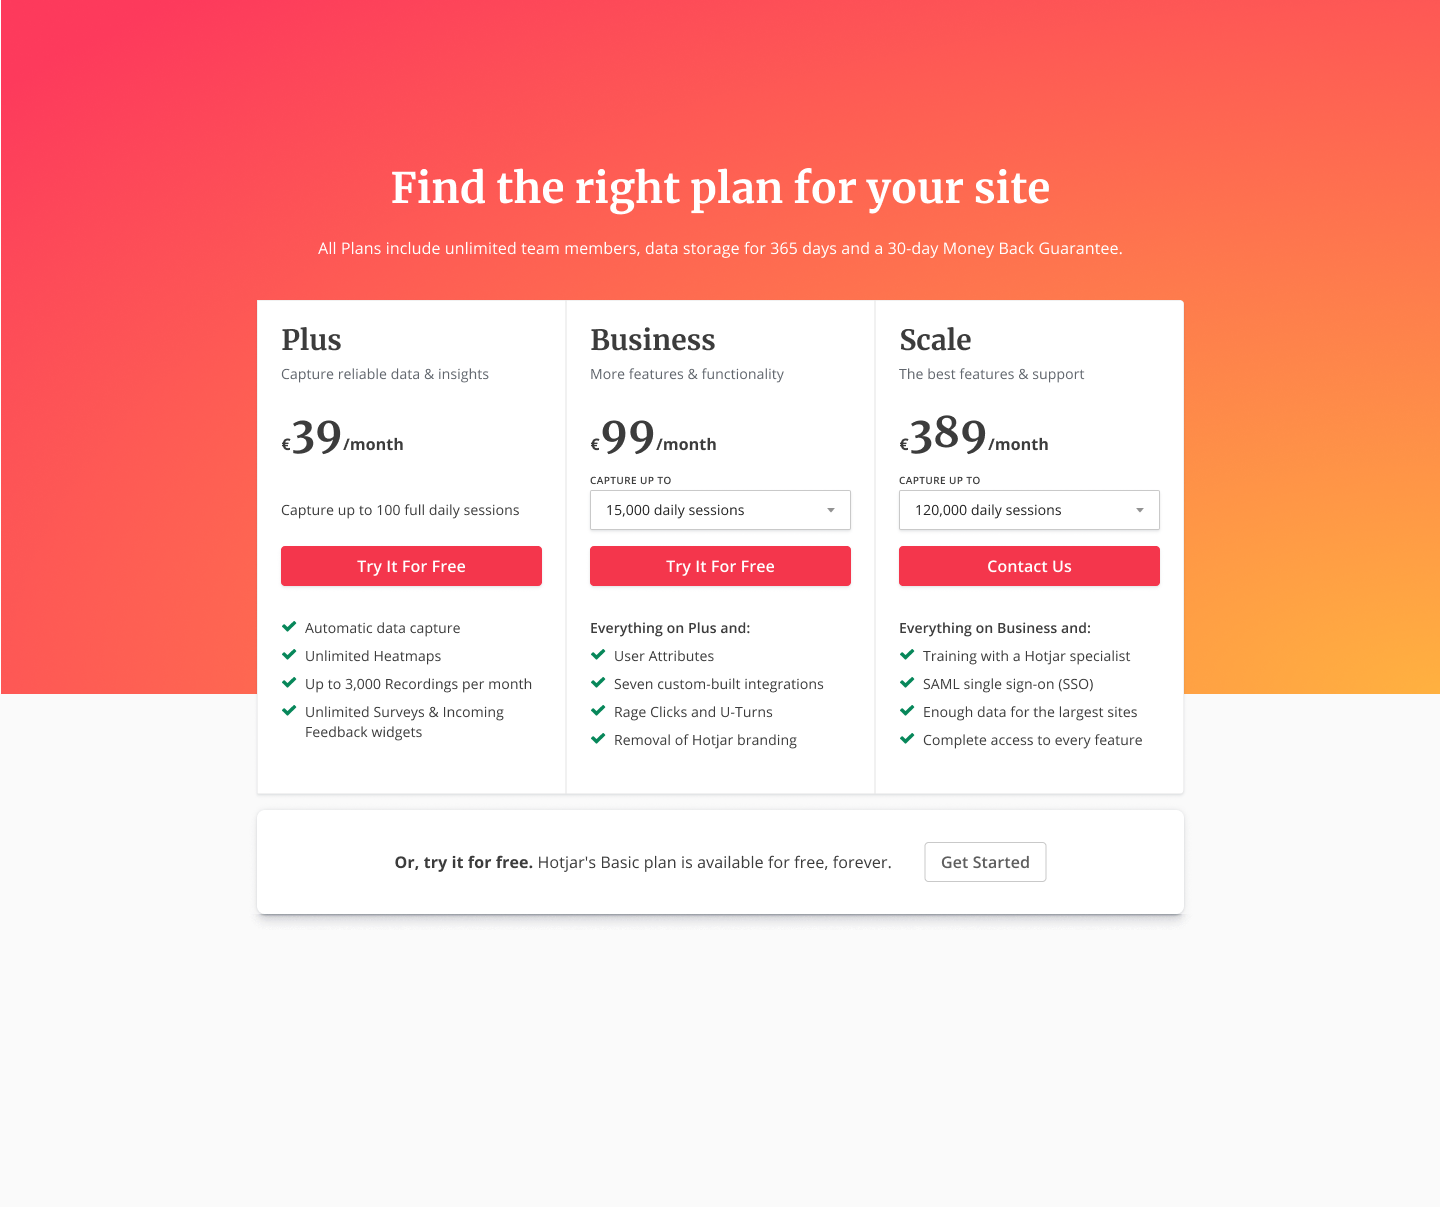 Find the right plan for your site
All Plans include unlimited team members, data storage for 365 days and a 30-day Money Back Guarantee.
Plus
Capture reliable data & insights
€39/month
Capture up to 100 full daily sessions
Try It For Free
Automatic data capture
Unlimited Heatmaps
Up to 3,000 Recordings per month
Unlimited Surveys & Incoming
Feedback widgets
Business
More features & functionality
€99/month
CAPTURE UP TO
15,000 daily sessions
Try It For Free
Everything on Plus and:
User Attributes
Seven custom-built integrations
Rage Clicks and U-Turns
Removal of Hotjar branding
Scale
The best features & support
€389/month
CAPTURE UP TO
120,000 daily sessions
Contact Us
Everything on Business and:
Training with a Hotjar specialist
SAML single sign-on (SSO)
Enough data for the largest sites
Complete access to every feature
Or, try it for free. Hotjar's Basic plan is available for free, forever.
Get Started